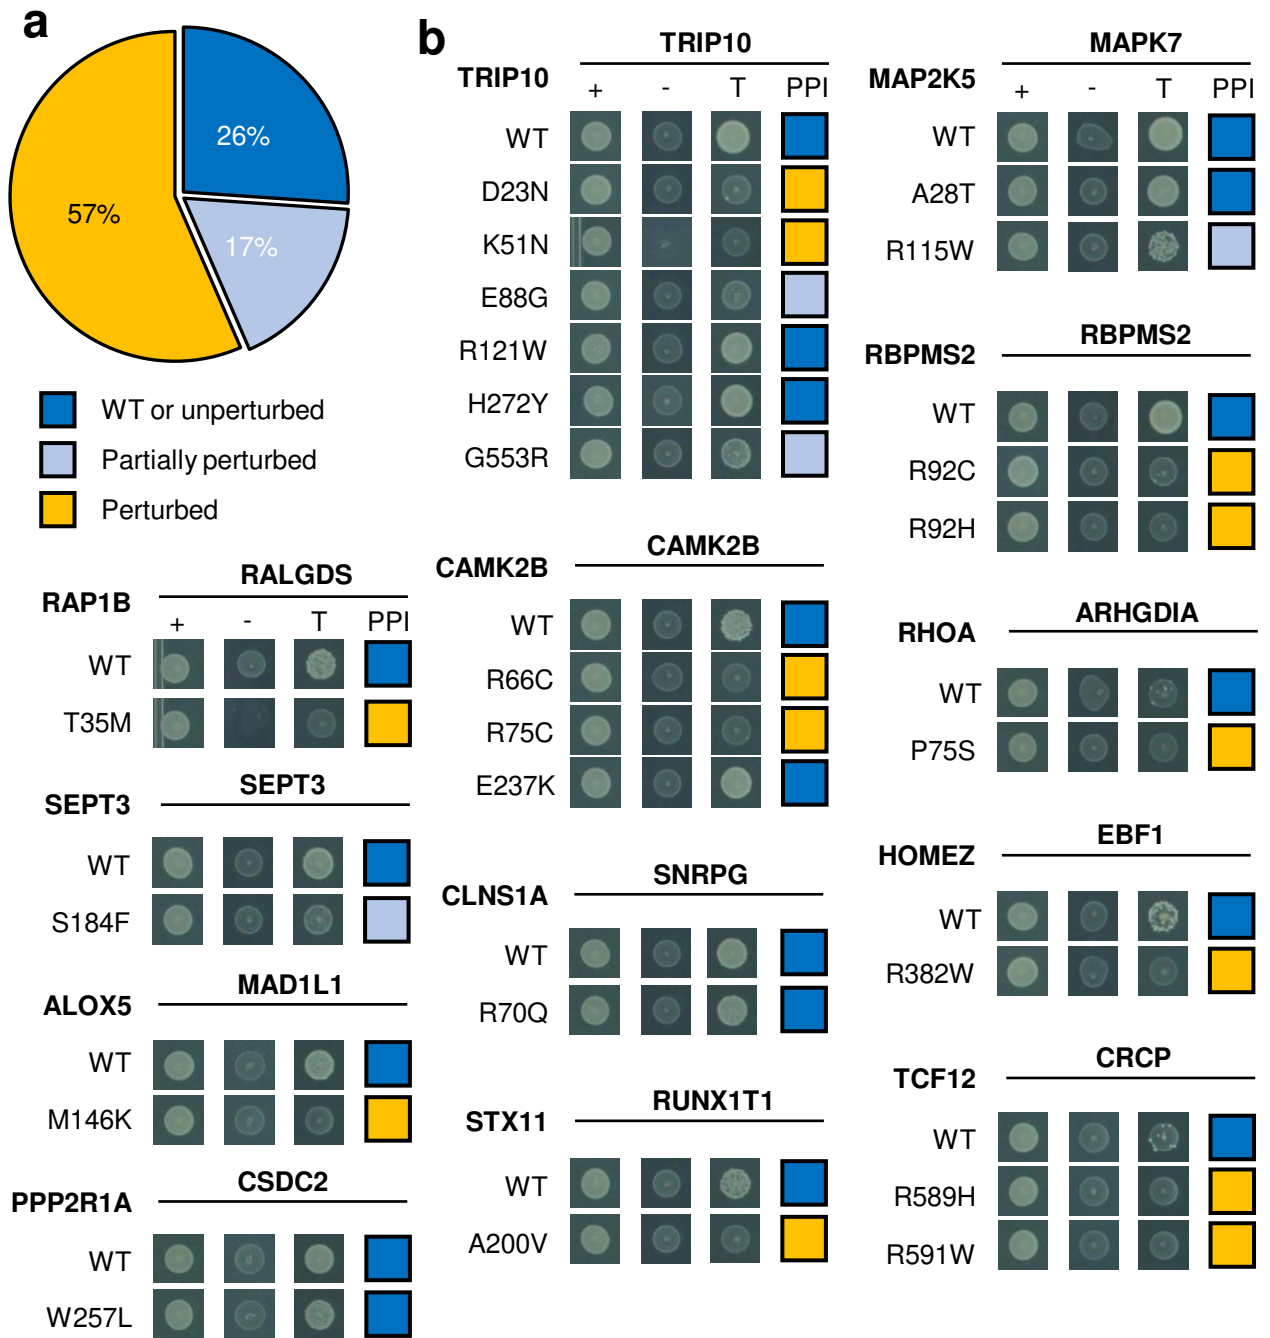 a
26%
57%
17%
WT or unperturbed
Partially perturbed
Perturbed
RALGDS
RAP1B
+ - T PPI
WT
T35M
SEPT3
SEPT3
WT
S184F
MAD1L1
ALOX5
WT
M146K
CSDC2
PPP2R1A
WT
W257L
b
TRIP10
TRIP10
+ - T PPI
WT
D23N
K51N
E88G
R121W
H272Y
G553R
CAMK2B
CAMK2B
WT
R66C
R75C
E237K
SNRPG
CLNS1A
WT
R70Q
RUNX1T1
STX11
WT
A200V
MAPK7
MAP2K5
+ - T PPI
WT
A28T
R115W
RBPMS2
RBPMS2
WT
R92C
R92H
ARHGDIA
RHOA
WT
P75S
EBF1
HOMEZ
WT
R382W
CRCP
TCF12
WT
R589H
R591W